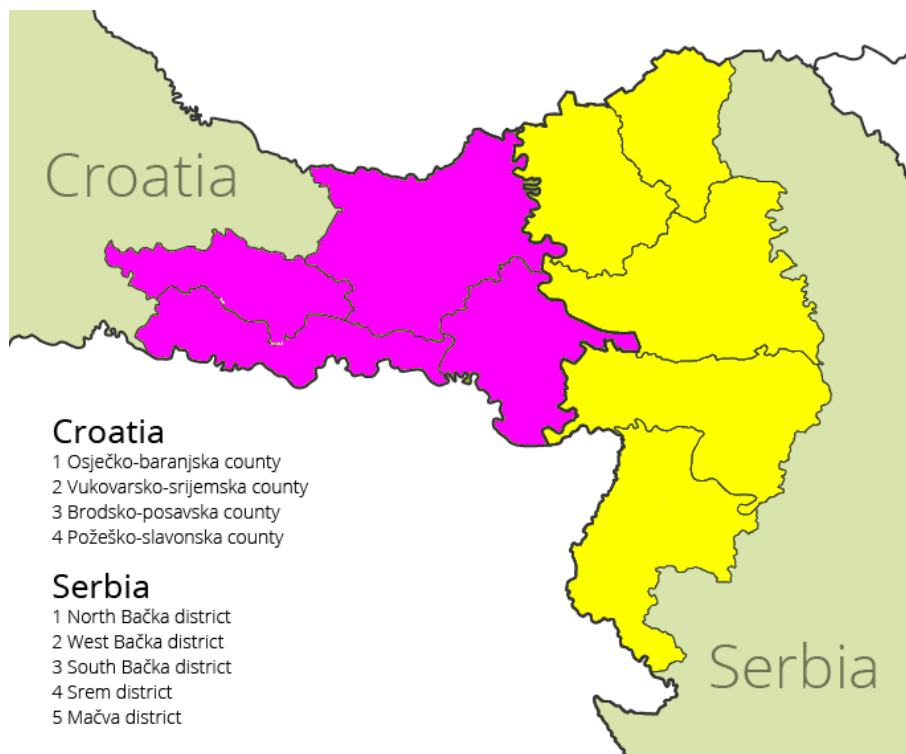 Croatia
Croatia
1 Osječko-baranjska county
2 Vukovarsko-srijemska county
3 Brodsko-posavska county
4 Požeško-slavonska county
Serbia
1 North Bačka district
2 West Bačka district
3 South Bačka district
4 Srem district
5 Mačva district
Serbia